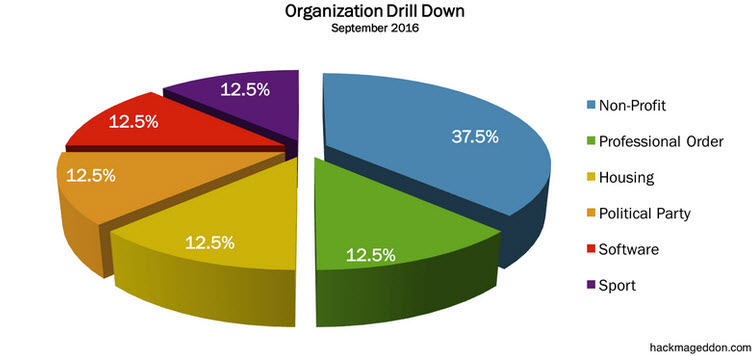 Organization Drill Down
September 2016
12.5%
37.5%
12.5%
12.5%
12.5%
12.5%
Non-Profit
Professional Order
Housing
Political Party
Software
Sport
hackmageddon.com